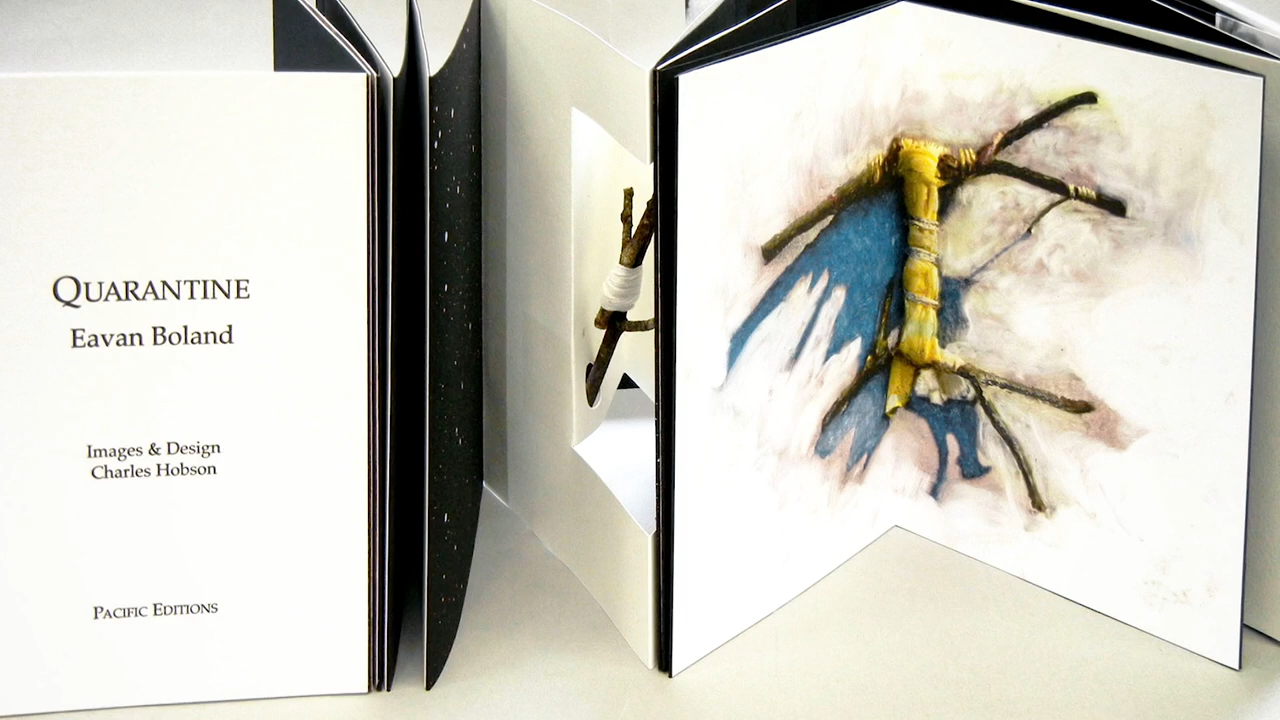 QUARANTINE
Eavan Boland
Images & Design
Charles Hobson
PACIFIC EDITIONS